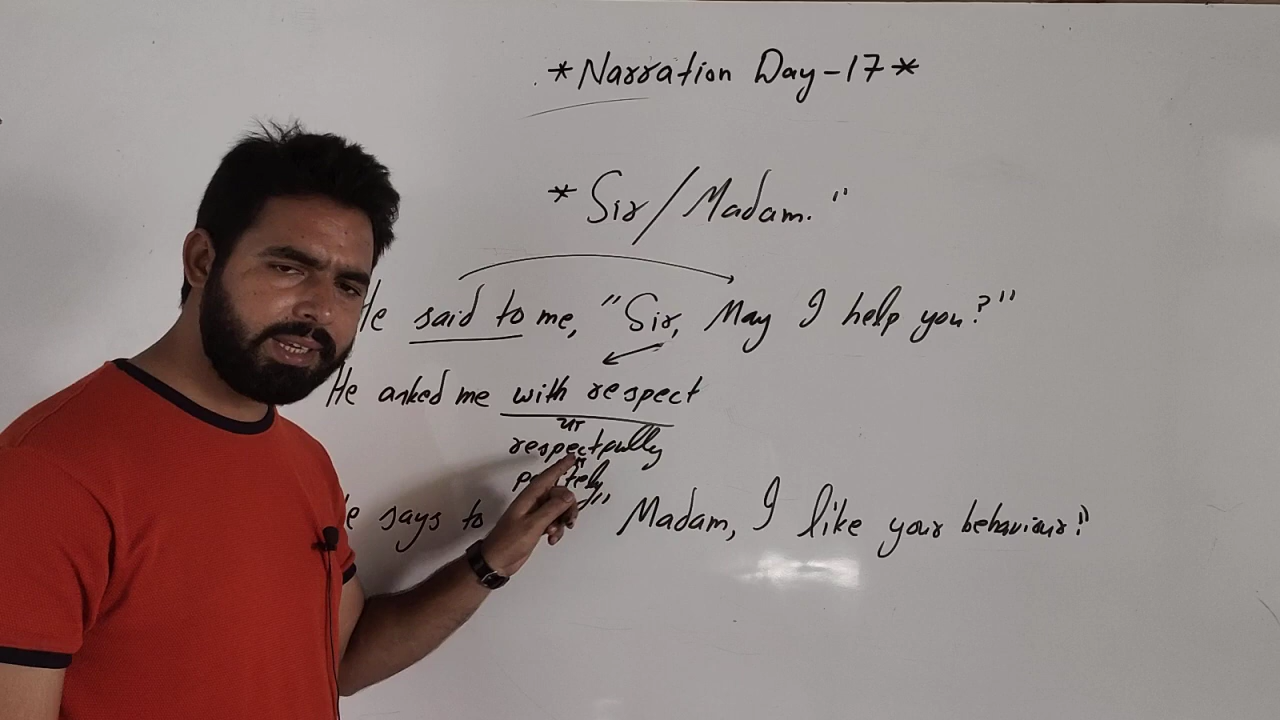 *Narration Day-17*
*Sir/Madam."
He said to me, "Sir, May I help you?"
He asked me with respect
या
respectfully
politely
says to " Madam, I like your behaviour."